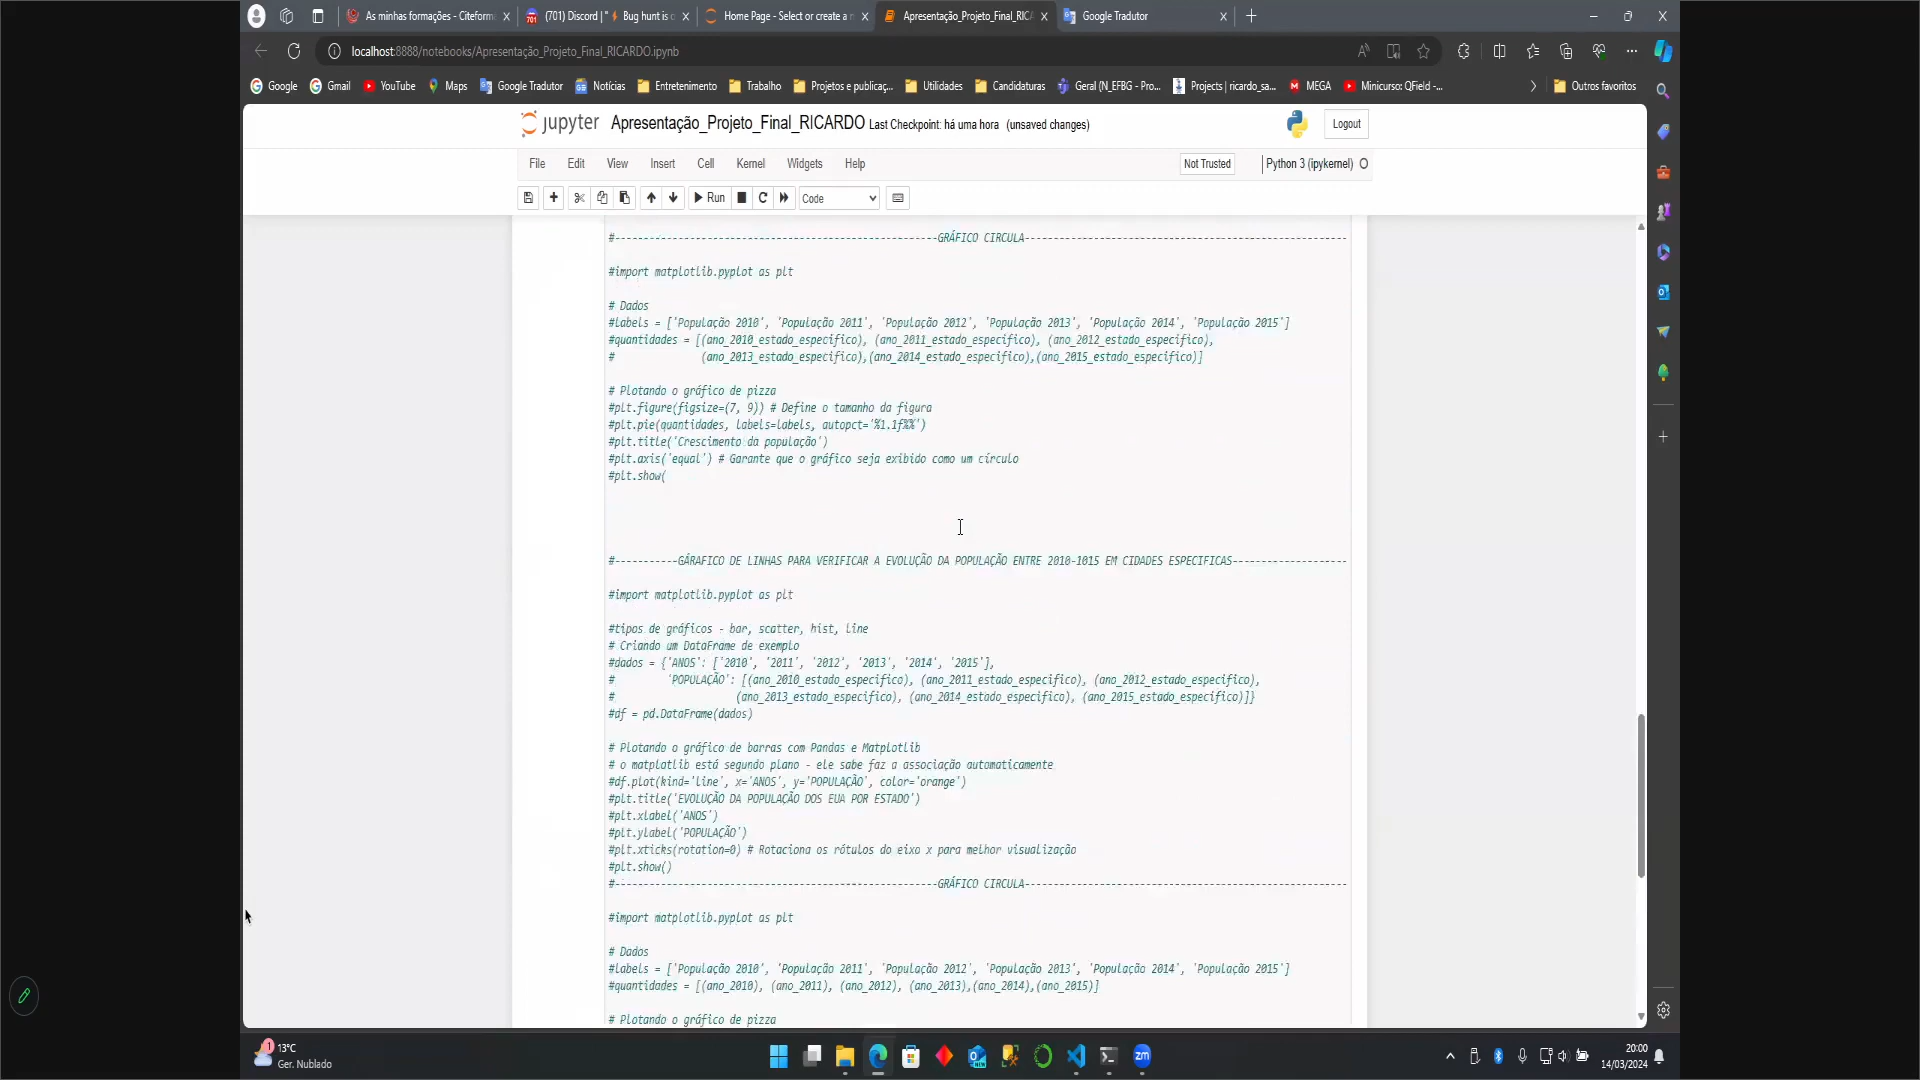 As minhas formações - Citeform
(701) Discord | " Bug hunt is o
Home Page - Select or create a n
Apresentação_Projeto_Final_RIC
Google Tradutor
localhost:8888/notebooks/Apresentação_Projeto_Final_RICARDO.ipynb
Google
Gmail
YouTube
Maps
Google Tradutor
Notícias
Entretenimento
Trabalho
Projetos e publicaç...
Utilidades
Candidaturas
Geral (N_EFBG - Pro...
Projects | ricardo_sa...
MEGA
Minicurso: QField -...
Outros favoritos
jupyter Apresentação_Projeto_Final_RICARDO Last Checkpoint: há uma hora (unsaved changes)
Logout
File Edit View Insert Cell Kernel Widgets Help
Not Trusted
Python 3 (ipykernel)
Run
Code
#--------------------------------------------------------GRÁFICO CIRCULA--------------------------------------------------------
#import matplotlib.pyplot as plt
# Dados
#labels = ['População 2010', 'População 2011', 'População 2012', 'População 2013', 'População 2014', 'População 2015']
#quantidades = [(ano_2010_estado_especifico), (ano_2011_estado_especifico), (ano_2012_estado_especifico),
#               (ano_2013_estado_especifico),(ano_2014_estado_especifico),(ano_2015_estado_especifico)]
# Plotando o gráfico de pizza
#plt.figure(figsize=(7, 9)) # Define o tamanho da figura
#plt.pie(quantidades, labels=labels, autopct='%1.1f%%')
#plt.title('Crescimento da população')
#plt.axis('equal') # Garante que o gráfico seja exibido como um círculo
#plt.show(
#-----------GÁRAFICO DE LINHAS PARA VERIFICAR A EVOLUÇÃO DA POPULAÇÃO ENTRE 2010-1015 EM CIDADES ESPECIFICAS--------------------
#import matplotlib.pyplot as plt
#tipos de gráficos - bar, scatter, hist, line
# Criando um DataFrame de exemplo
#dados = {'ANOS': ['2010', '2011', '2012', '2013', '2014', '2015'],
#         'POPULAÇÃO': [(ano_2010_estado_especifico), (ano_2011_estado_especifico), (ano_2012_estado_especifico),
#                     (ano_2013_estado_especifico), (ano_2014_estado_especifico), (ano_2015_estado_especifico)]}
#df = pd.DataFrame(dados)
# Plotando o gráfico de barras com Pandas e Matplotlib
# o matplotlib está segundo plano - ele sabe faz a associação automaticamente
#df.plot(kind='line', x='ANOS', y='POPULAÇÃO', color='orange')
#plt.title('EVOLUÇÃO DA POPULAÇÃO DOS EUA POR ESTADO')
#plt.xlabel('ANOS')
#plt.ylabel('POPULAÇÃO')
#plt.xticks(rotation=0) # Rotaciona os rótulos do eixo x para melhor visualização
#plt.show()
#--------------------------------------------------------GRÁFICO CIRCULA--------------------------------------------------------
#import matplotlib.pyplot as plt
# Dados
#labels = ['População 2010', 'População 2011', 'População 2012', 'População 2013', 'População 2014', 'População 2015']
#quantidades = [(ano_2010), (ano_2011), (ano_2012), (ano_2013),(ano_2014),(ano_2015)]
# Plotando o gráfico de pizza
1
13°C
Ger. Nublado
zm
20:00
14/03/2024